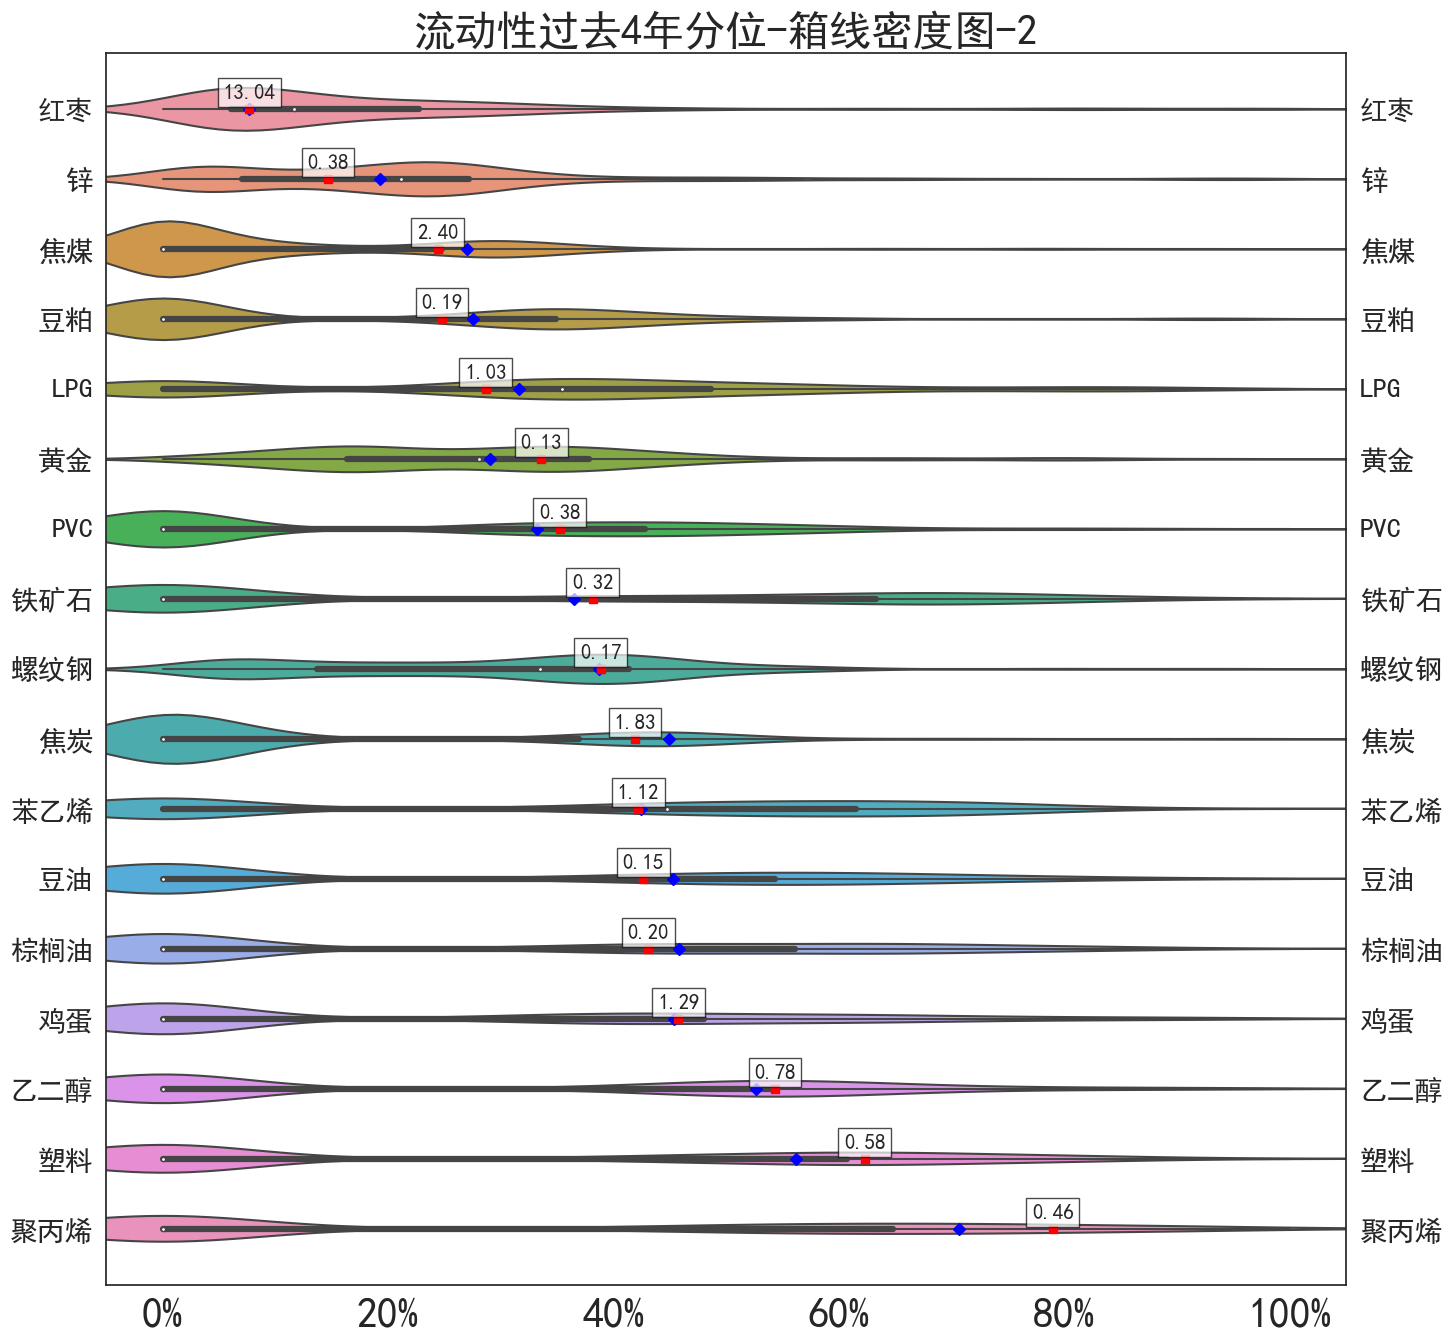 流动性过去4年分位-箱线密度图-2
红枣 13.04 红枣
锌 0.38 锌
焦煤 2.40 焦煤
豆粕 0.19 豆粕
LPG 1.03 LPG
黄金 0.13 黄金
PVC 0.38 PVC
铁矿石 0.32 铁矿石
螺纹钢 0.17 螺纹钢
焦炭 1.83 焦炭
苯乙烯 1.12 苯乙烯
豆油 0.15 豆油
棕榈油 0.20 棕榈油
鸡蛋 1.29 鸡蛋
乙二醇 0.78 乙二醇
塑料 0.58 塑料
聚丙烯 0.46 聚丙烯
0% 20% 40% 60% 80% 100%